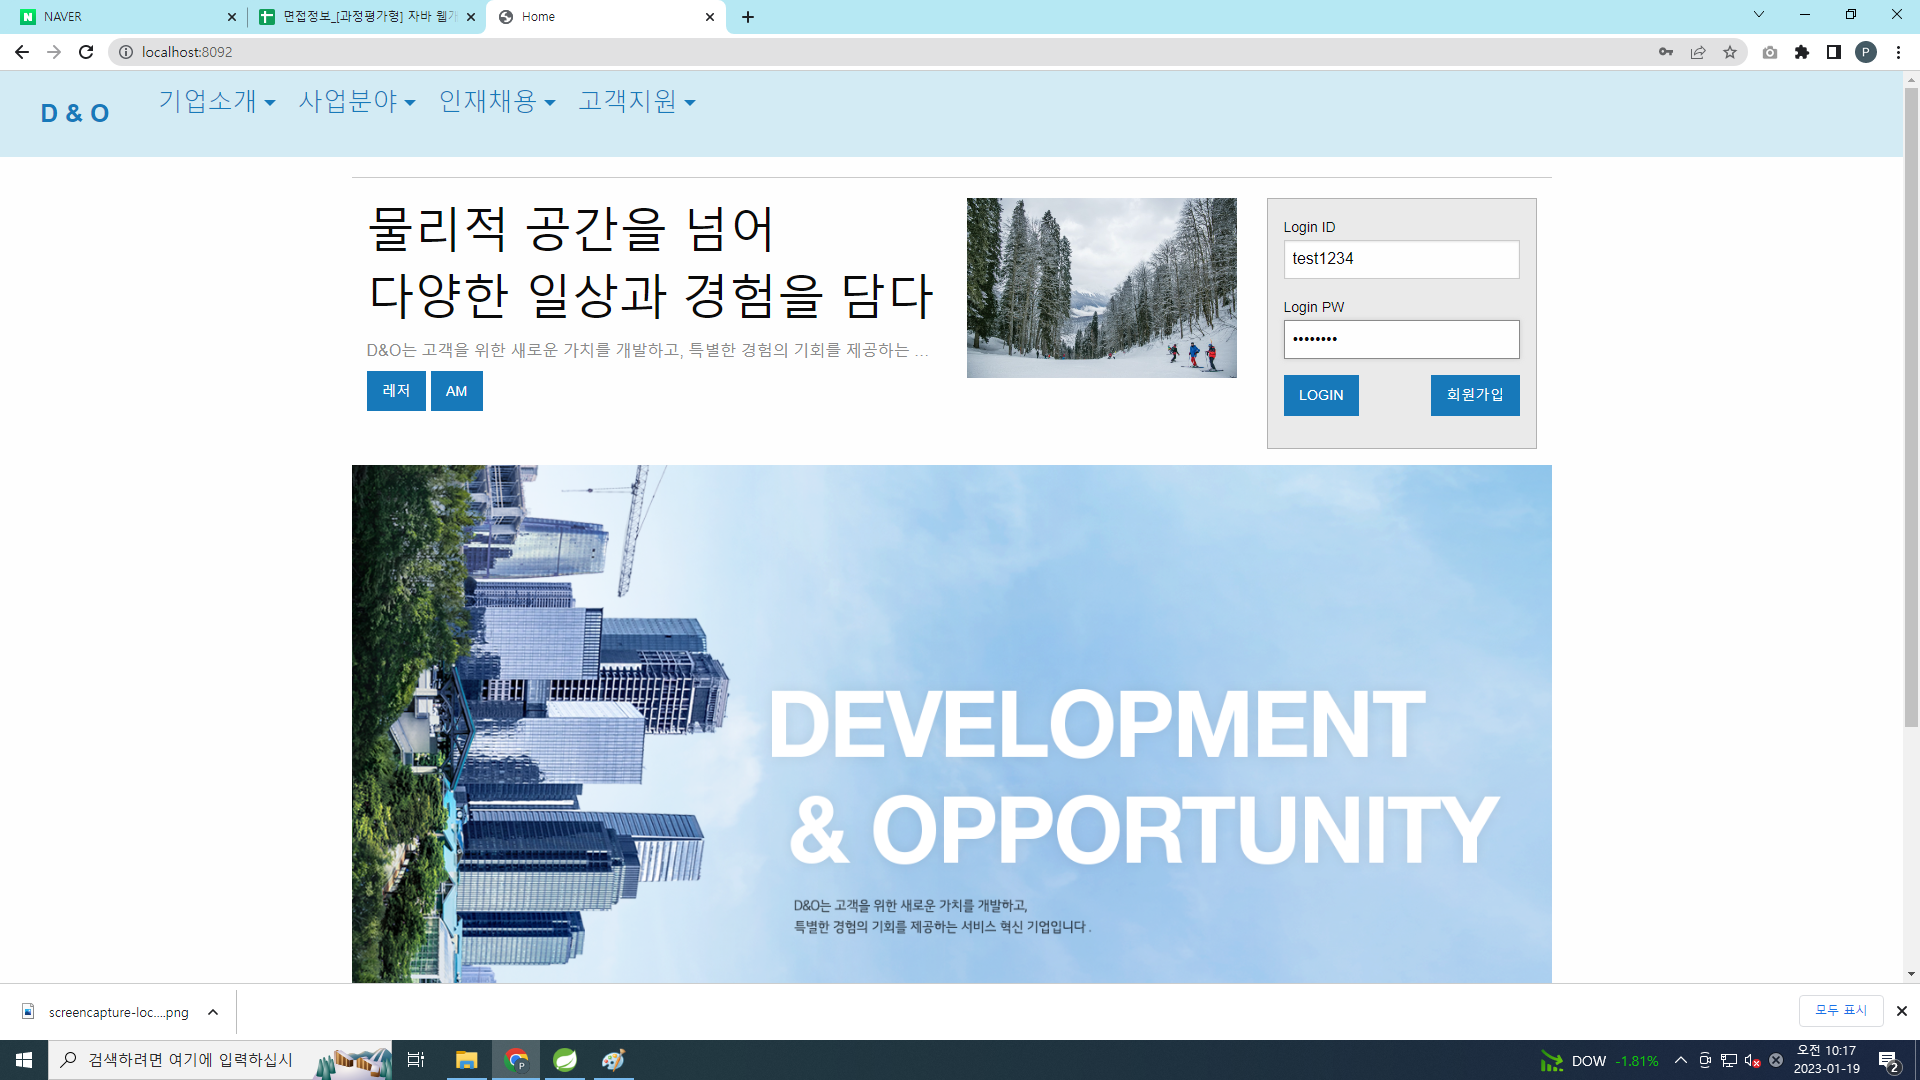 NAVER
면접정보_[과정평가형] 자바 웹기
Home
localhost:8092
P
D & O
기업소개
사업분야
인재채용
고객지원
물리적 공간을 넘어
다양한 일상과 경험을 담다
D&O는 고객을 위한 새로운 가치를 개발하고, 특별한 경험의 기회를 제공하는 ...
레저
AM
Login ID
test1234
Login PW
••••••••
LOGIN
회원가입
DEVELOPMENT
& OPPORTUNITY
D&O는 고객을 위한 새로운 가치를 개발하고,
특별한 경험의 기회를 제공하는 서비스 혁신 기업입니다 .
screencapture-loc....png
모두 표시
검색하려면 여기에 입력하십시
P
DOW -1.81%
오전 10:17
2023-01-19
2